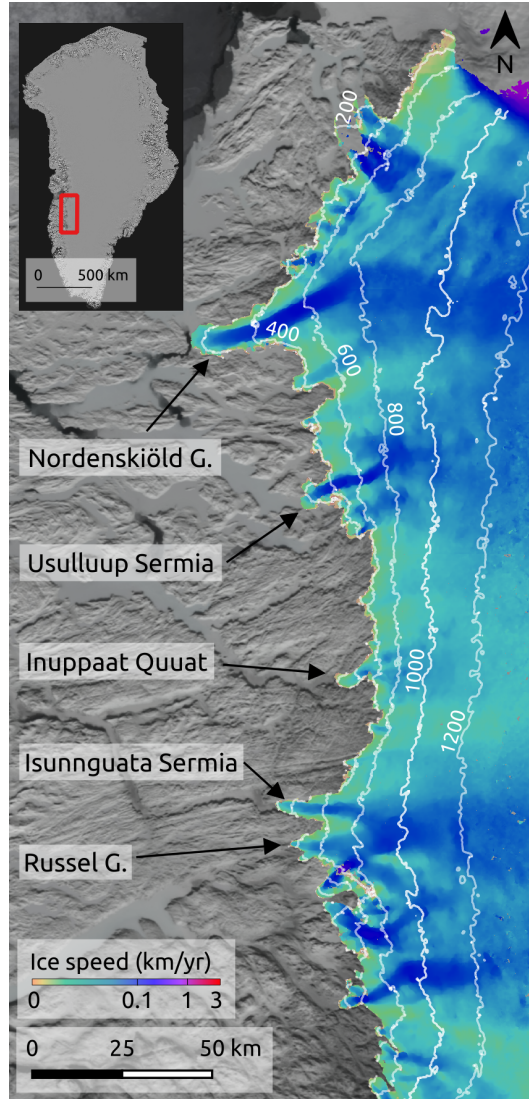 N
200
0 500 km
400
600
800
Nordenskiöld G.
Usulluup Sermia
Inuppaat Quuat
1000
1200
Isunnguata Sermia
Russel G.
Ice speed (km/yr)
0 0.1 1 3
0 25 50 km